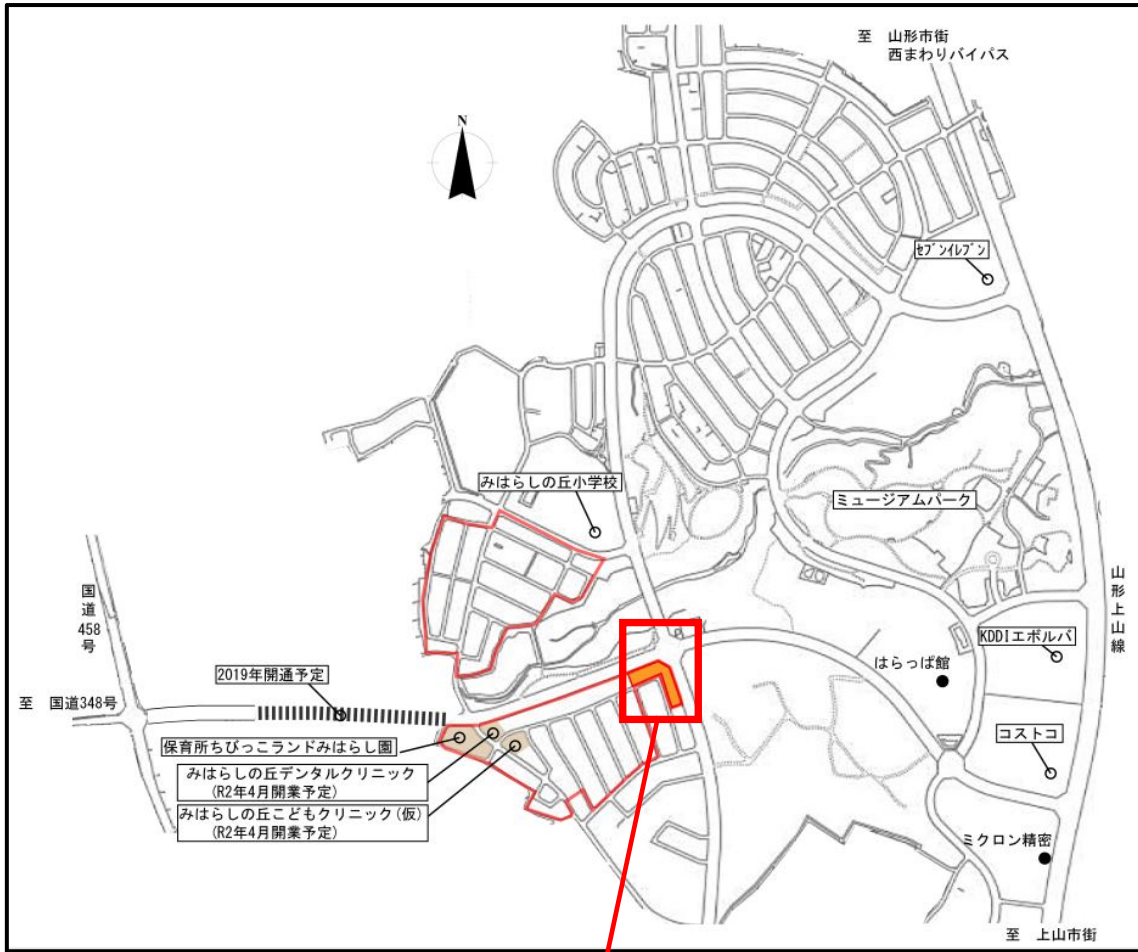 至 山形市街
西まわりバイパス
N
セブンイレブン
みはらしの丘小学校
ミュージアムパーク
国道
458
号
山形上山線
KDDIエボルバ
はらっぱ館
2019年開通予定
至 国道348号
コストコ
保育所ちびっこランドみはらし園
みはらしの丘デンタルクリニック
(R2年4月開業予定)
みはらしの丘こどもクリニック(仮)
(R2年4月開業予定)
ミクロン精密
至 上山市街